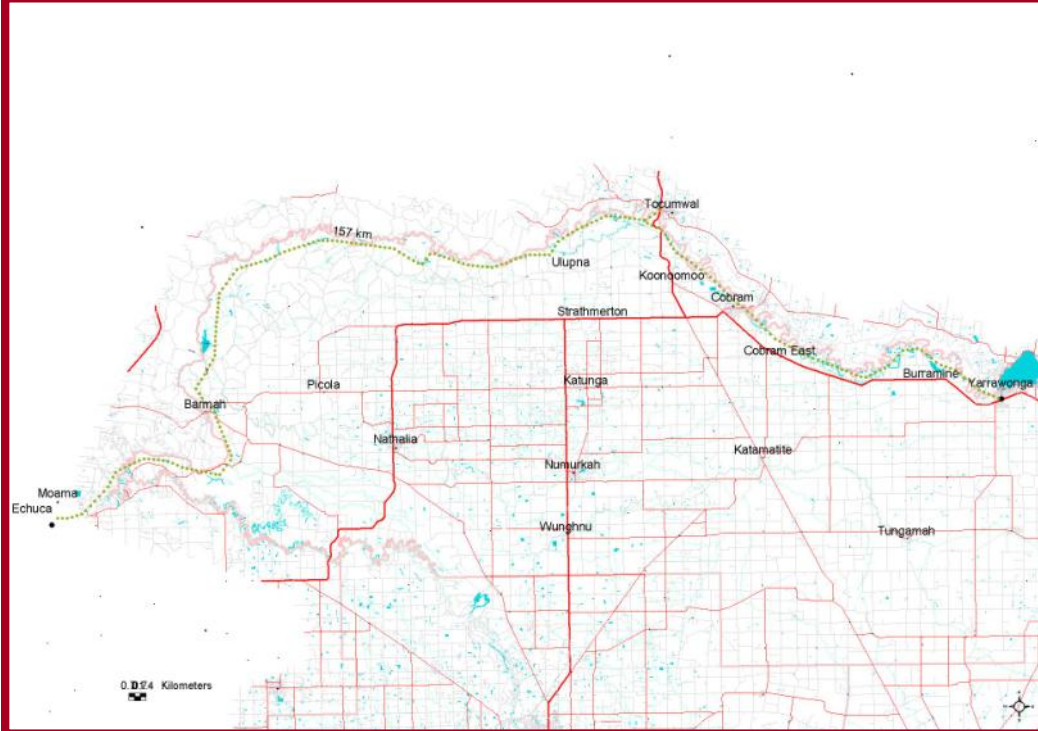 Tocumwal
157 km
Ulupna
Koonoomoo
Cobram
Strathmerton
Cobram East
Burramine
Yarrawonga
Picola
Katunga
Barmah
Nathalia
Katamatite
Numurkah
Moama
Echuca
Wunghnu
Tungamah
Kilometers